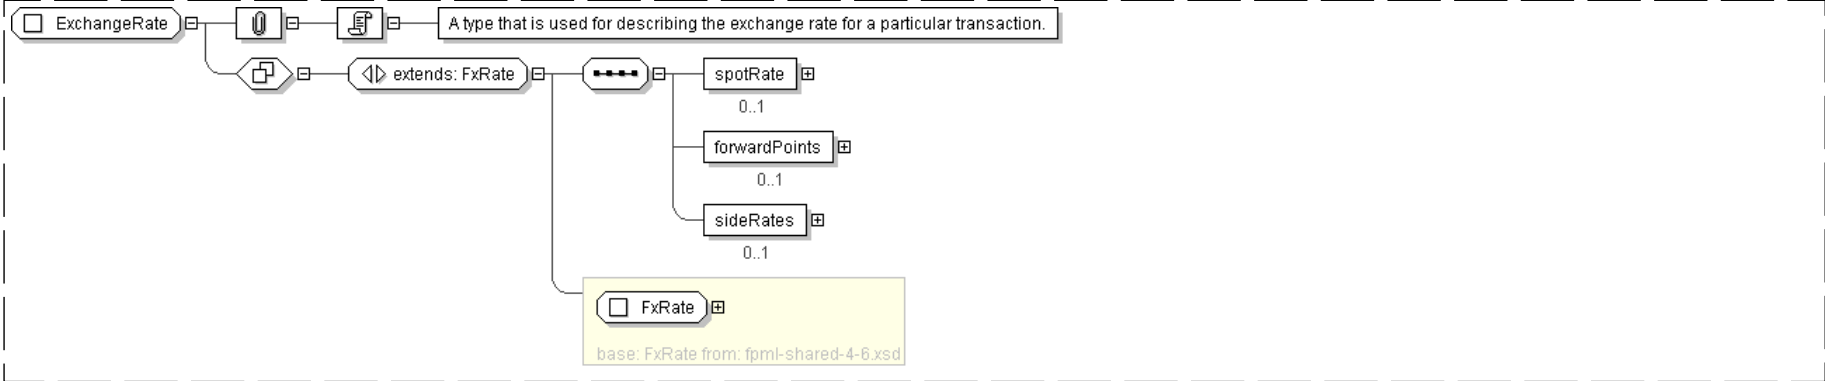 ExchangeRate
A type that is used for describing the exchange rate for a particular transaction.
extends: FxRate
spotRate
0..1
forwardPoints
0..1
sideRates
0..1
FxRate
base: FxRate from: fpml-shared-4-6.xsd